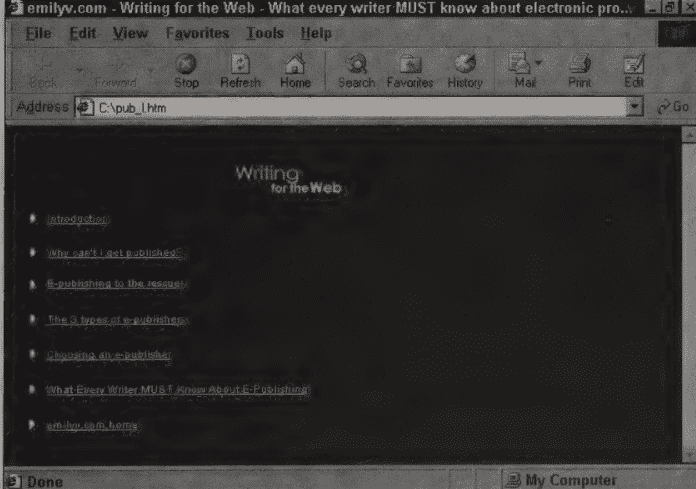 emilyv.com - Writing for the Web - What every writer MUST know about electronic pro...
File Edit View Favorites Tools Help
Back Forward Stop Refresh Home Search Favorites History Mail Print Edit
Address C:\pub_l.htm Go
Writing
for the Web
Introduction
Why can't I get published?
E-publishing to the rescue
The 3 types of e-publishers
Choosing an e-publisher
What Every Writer MUST Know About E-Publishing
emilyv.com home
Done My Computer